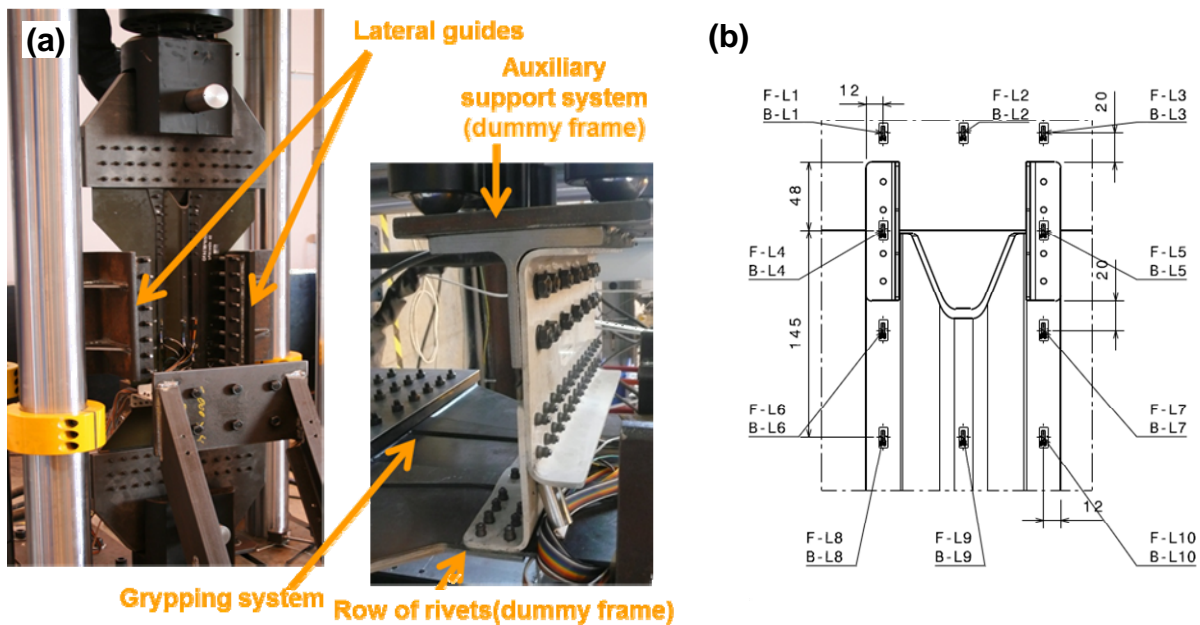 (a)
Lateral guides
Auxiliary
support system
(dummy frame)
Grypping system
Row of rivets(dummy frame)
(b)
12
F-L1
B-L1
F-L2
B-L2
F-L3
B-L3
20
48
F-L4
B-L4
F-L5
B-L5
20
145
F-L6
B-L6
F-L7
B-L7
12
F-L8
B-L8
F-L9
B-L9
F-L10
B-L10